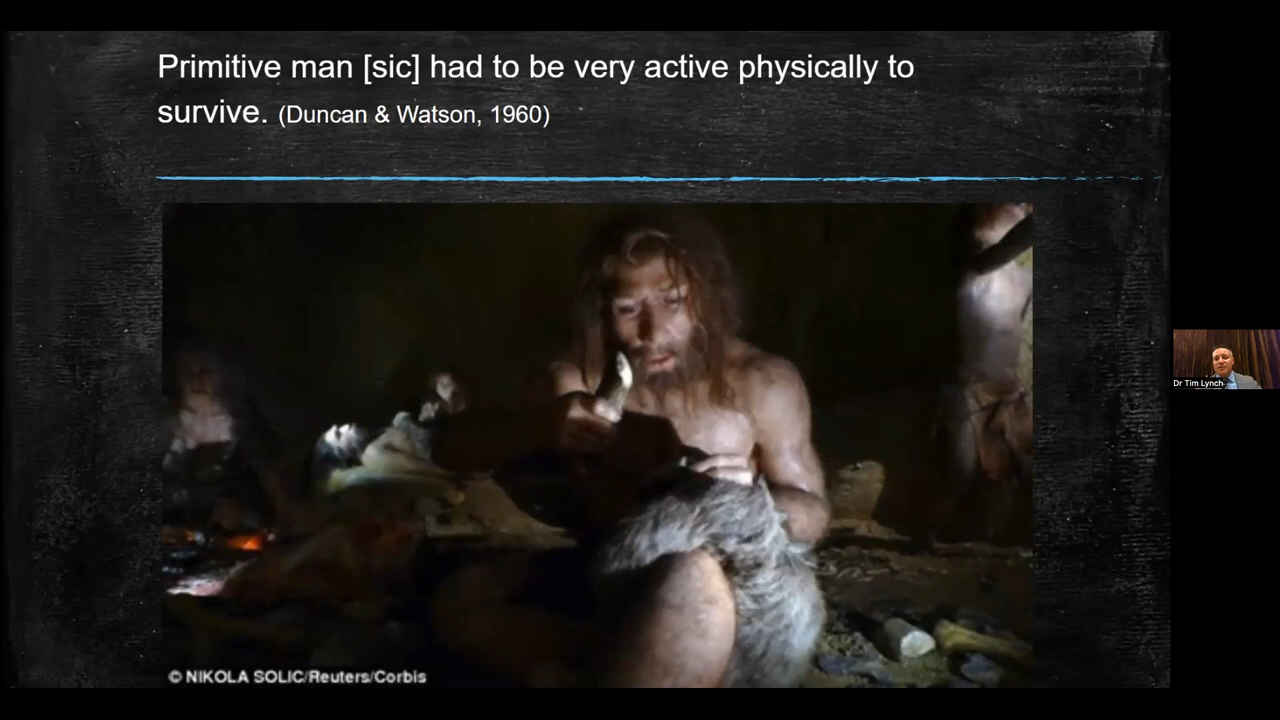 Primitive man [sic] had to be very active physically to
survive. (Duncan & Watson, 1960)
Dr Tim Lynch
© NIKOLA SOLIC/Reuters/Corbis